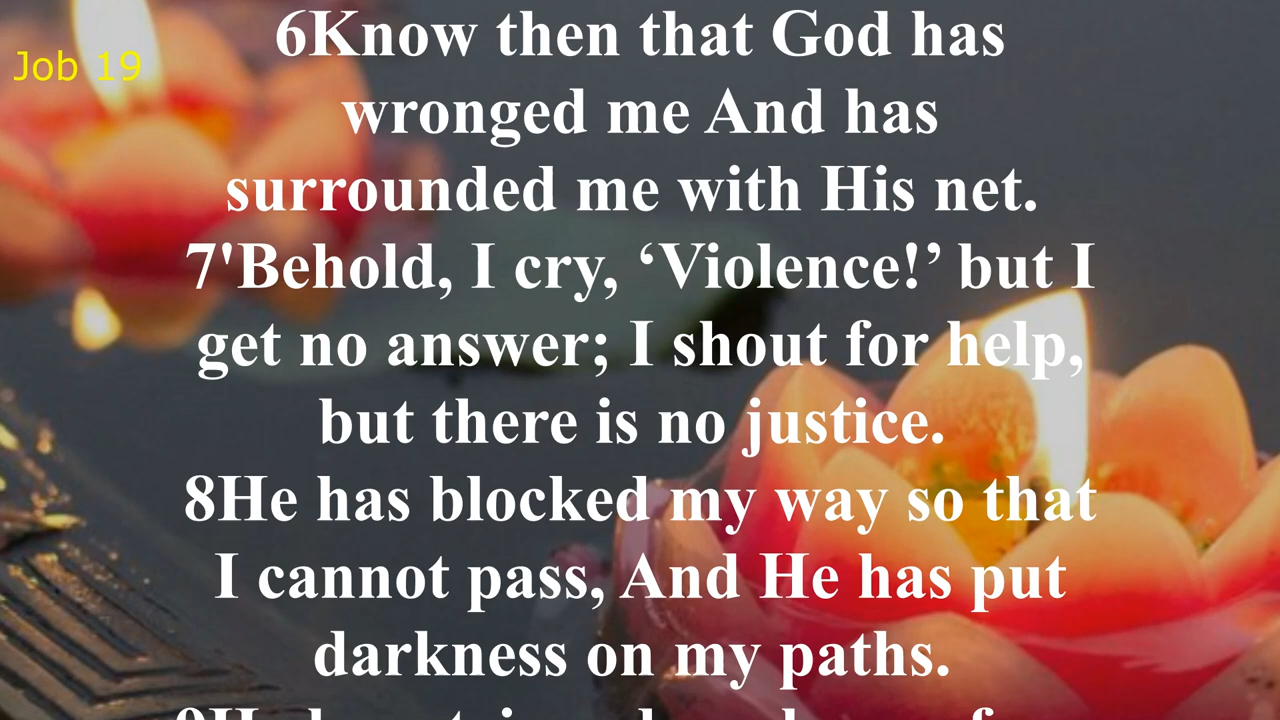 Job 19
6Know then that God has
wronged me And has
surrounded me with His net.
7'Behold, I cry, ‘Violence!’ but I
get no answer; I shout for help,
but there is no justice.
8He has blocked my way so that
I cannot pass, And He has put
darkness on my paths.